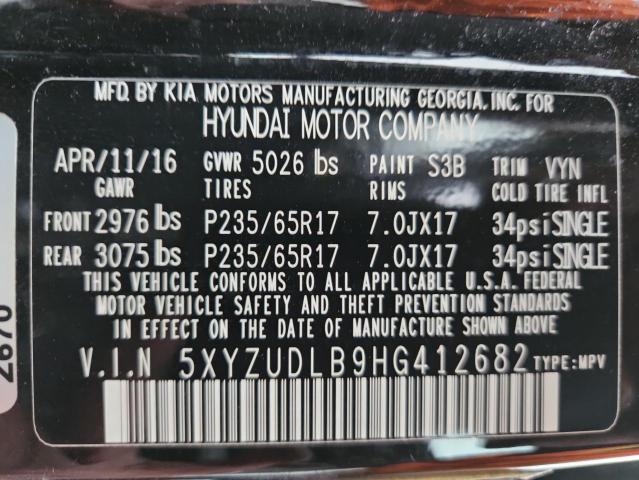 MFD. BY KIA MOTORS MANUFACTURING GEORGIA, INC. FOR
HYUNDAI MOTOR COMPANY
APR/11/16 GVWR 5026 lbs PAINT S3B TRIM VYN
GAWR TIRES RIMS COLD TIRE INFL
FRONT 2976 lbs P235/65R17 7.0JX17 34psi SINGLE
REAR 3075 lbs P235/65R17 7.0JX17 34psi SINGLE
THIS VEHICLE CONFORMS TO ALL APPLICABLE U.S.A. FEDERAL
MOTOR VEHICLE SAFETY AND THEFT PREVENTION STANDARDS
IN EFFECT ON THE DATE OF MANUFACTURE SHOWN ABOVE
V.I.N 5XYZUDLB9HG412682 TYPE:MPV